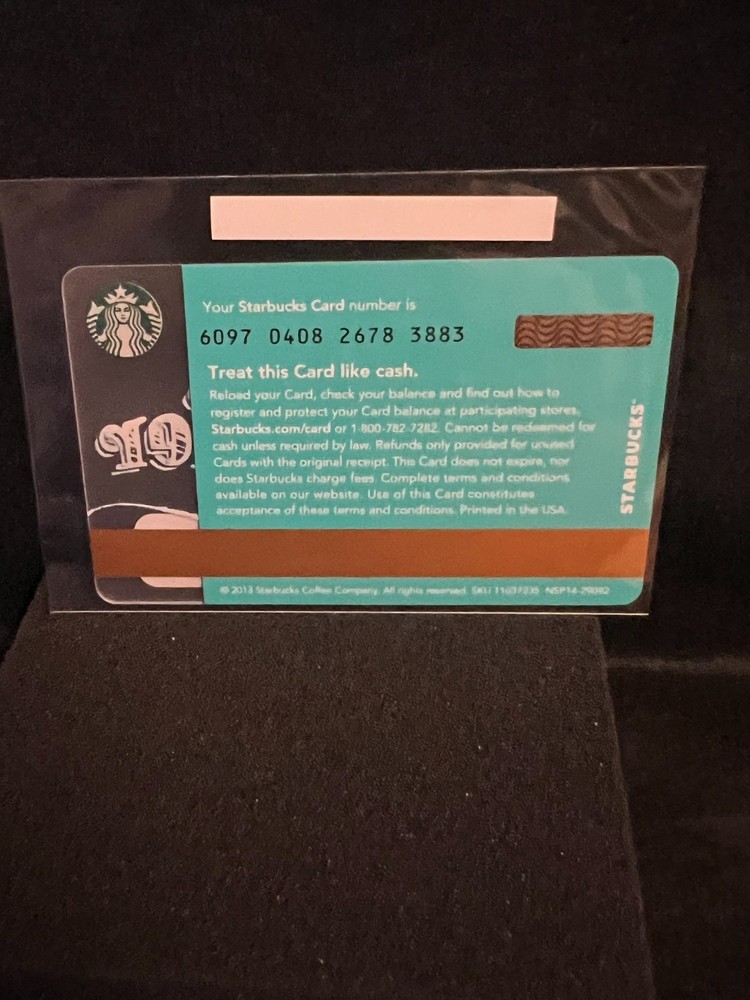 Your Starbucks Card number is
6097 0408 2678 3883
Treat this Card like cash.
Reload your Card, check your balance and find out how to
register and protect your Card balance at participating stores,
Starbucks.com/card or 1-800-782-7282. Cannot be redeemed for
cash unless required by law. Refunds only provided for unused
Cards with the original receipt. This Card does not expire, nor
does Starbucks charge fees. Complete terms and conditions
available on our website. Use of this Card constitutes
acceptance of these terms and conditions. Printed in the USA.
STARBUCKS®
© 2013 Starbucks Coffee Company. All rights reserved. SKU 11037235 NSP14-29092